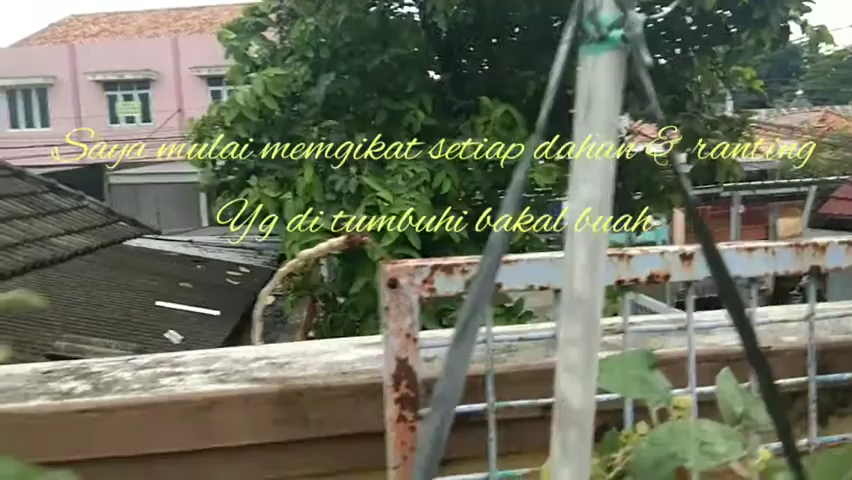 Saya mulai memgikat setiap dahan & ranting
Yg di tumbuhi bakal buah